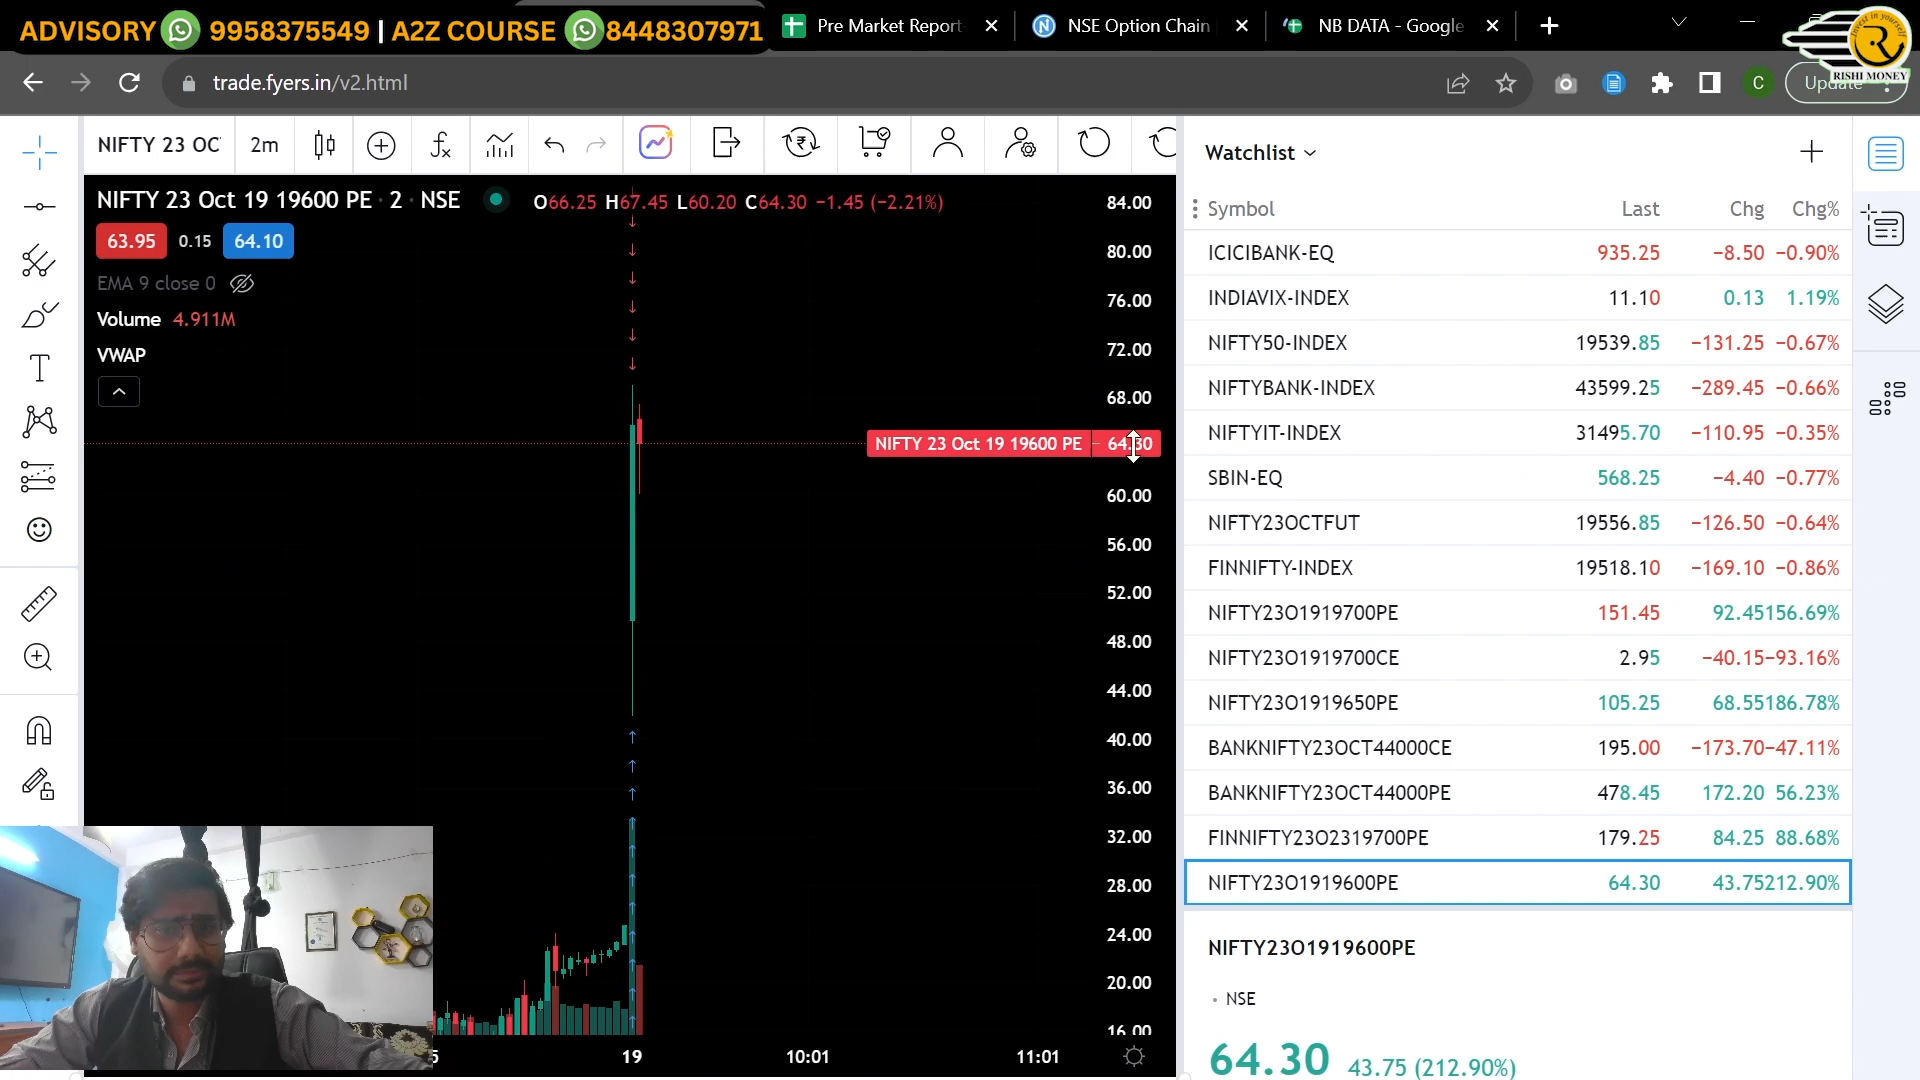 ADVISORY 9958375549 | A2Z COURSE 8448307971
Pre Market Report
NSE Option Chain
NB DATA - Google
RISHI MONEY
trade.fyers.in/v2.html
C
Update
NIFTY 23 OC
2m
Watchlist
NIFTY 23 Oct 19 19600 PE · 2 · NSE
O66.25 H67.45 L60.20 C64.30 −1.45 (−2.21%)
63.95 0.15 64.10
EMA 9 close 0
Volume 4.911M
VWAP
84.00
80.00
76.00
72.00
68.00
NIFTY 23 Oct 19 19600 PE 64.30
60.00
56.00
52.00
48.00
44.00
40.00
36.00
32.00
28.00
24.00
20.00
16.00
5 19 10:01 11:01
Symbol Last Chg Chg%
ICICIBANK-EQ 935.25 −8.50 −0.90%
INDIAVIX-INDEX 11.10 0.13 1.19%
NIFTY50-INDEX 19539.85 −131.25 −0.67%
NIFTYBANK-INDEX 43599.25 −289.45 −0.66%
NIFTYIT-INDEX 31495.70 −110.95 −0.35%
SBIN-EQ 568.25 −4.40 −0.77%
NIFTY23OCTFUT 19556.85 −126.50 −0.64%
FINNIFTY-INDEX 19518.10 −169.10 −0.86%
NIFTY23O1919700PE 151.45 92.45 156.69%
NIFTY23O1919700CE 2.95 −40.15 −93.16%
NIFTY23O1919650PE 105.25 68.55 186.78%
BANKNIFTY23OCT44000CE 195.00 −173.70 −47.11%
BANKNIFTY23OCT44000PE 478.45 172.20 56.23%
FINNIFTY23O2319700PE 179.25 84.25 88.68%
NIFTY23O1919600PE 64.30 43.75 212.90%
NIFTY23O1919600PE
• NSE
64.30 43.75 (212.90%)